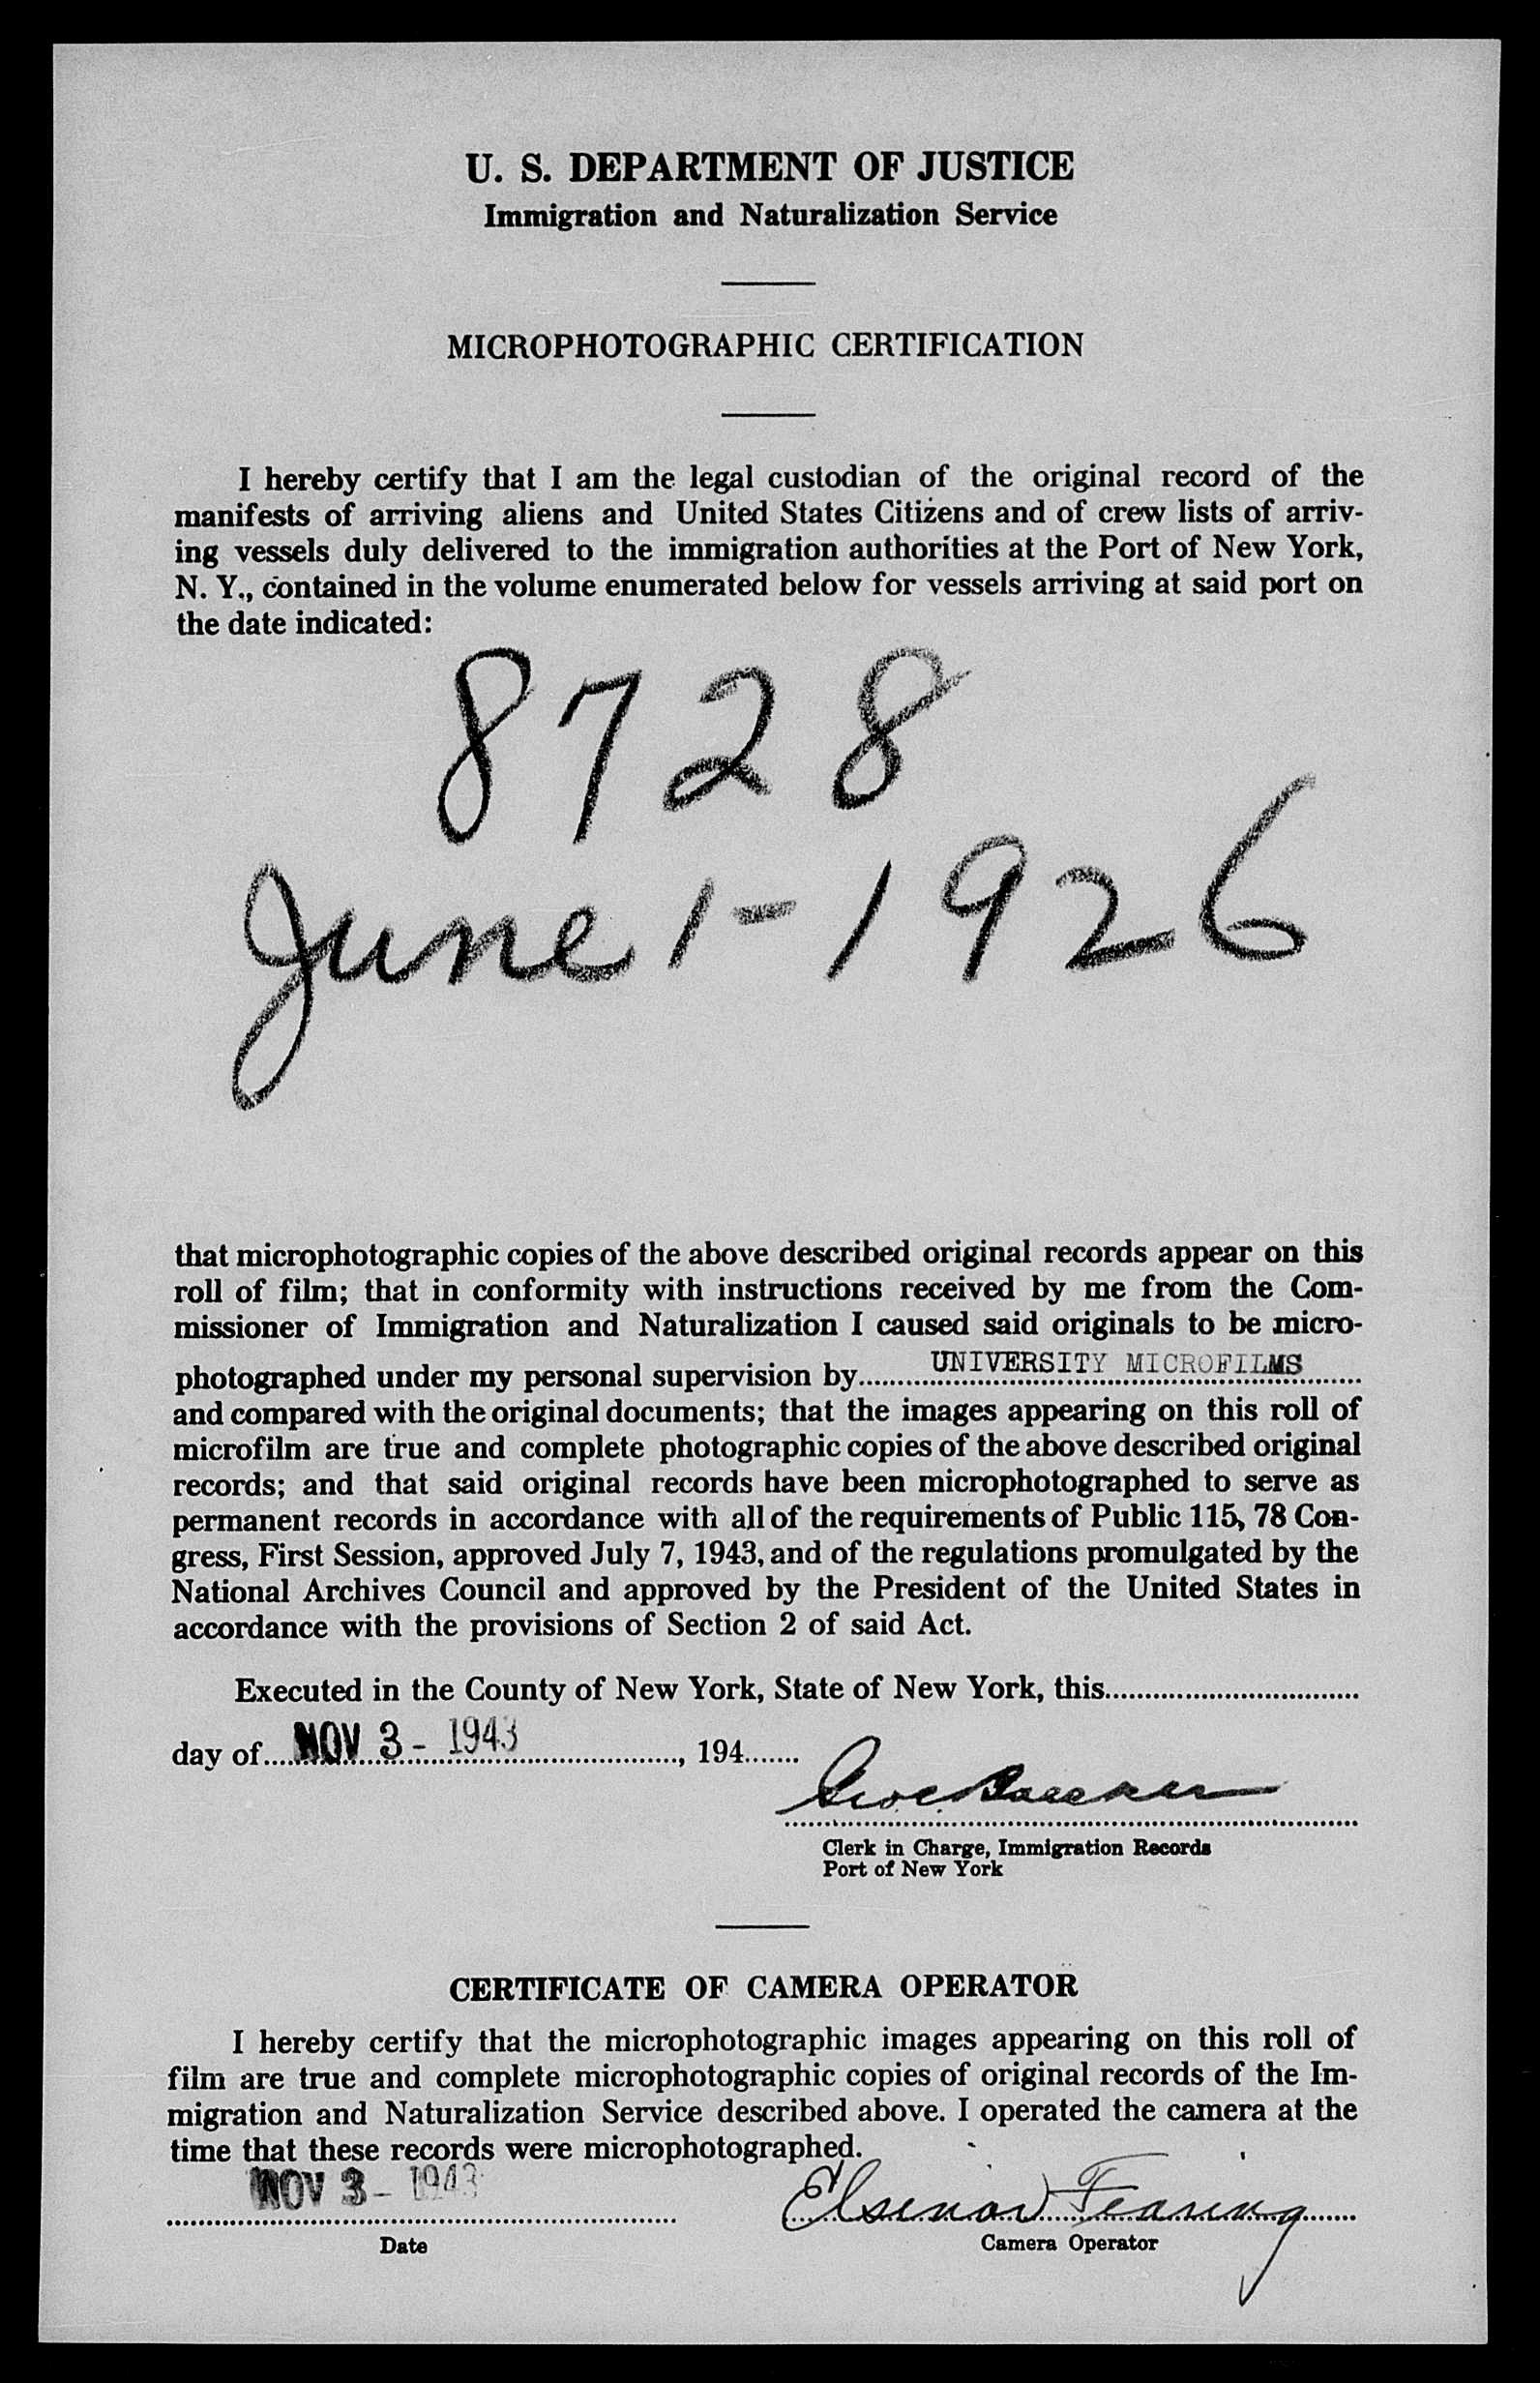 U. S. DEPARTMENT OF JUSTICE
Immigration and Naturalization Service
MICROPHOTOGRAPHIC CERTIFICATION
I hereby certify that I am the legal custodian of the original record of the
manifests of arriving aliens and United States Citizens and of crew lists of arriv-
ing vessels duly delivered to the immigration authorities at the Port of New York,
N. Y., contained in the volume enumerated below for vessels arriving at said port on
the date indicated:
8728
June 1-1926
that microphotographic copies of the above described original records appear on this
roll of film; that in conformity with instructions received by me from the Com-
missioner of Immigration and Naturalization I caused said originals to be micro-
photographed under my personal supervision by UNIVERSITY MICROFILMS
and compared with the original documents; that the images appearing on this roll of
microfilm are true and complete photographic copies of the above described original
records; and that said original records have been microphotographed to serve as
permanent records in accordance with all of the requirements of Public 115, 78 Con-
gress, First Session, approved July 7, 1943, and of the regulations promulgated by the
National Archives Council and approved by the President of the United States in
accordance with the provisions of Section 2 of said Act.
Executed in the County of New York, State of New York, this
day of NOV 3 - 1943, 194
Clerk in Charge, Immigration Records
Port of New York
CERTIFICATE OF CAMERA OPERATOR
I hereby certify that the microphotographic images appearing on this roll of
film are true and complete microphotographic copies of original records of the Im-
migration and Naturalization Service described above. I operated the camera at the
time that these records were microphotographed.
NOV 3 - 1943
Date
Camera Operator